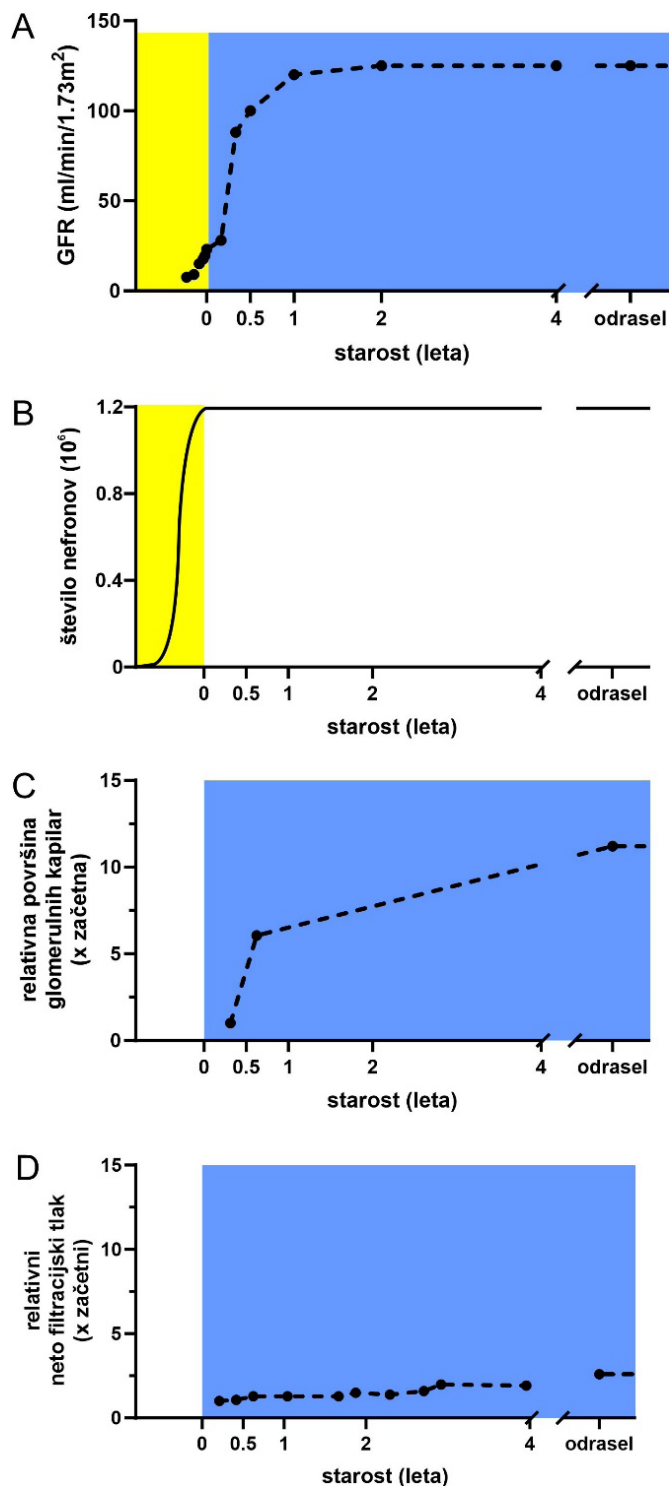 A
GFR (ml/min/1.73m²)
150
100
50
0
0 0.5 1 2 4 odrasel
starost (leta)
B
število nefronov (10⁶)
1.2
0.8
0.4
0
0 0.5 1 2 4 odrasel
starost (leta)
C
relativna površina
glomerulnih kapilar
(x začetna)
15
10
5
0
0 0.5 1 2 4 odrasel
starost (leta)
D
relativni
neto filtracijski tlak
(x začetni)
15
10
5
0
0 0.5 1 2 4 odrasel
starost (leta)